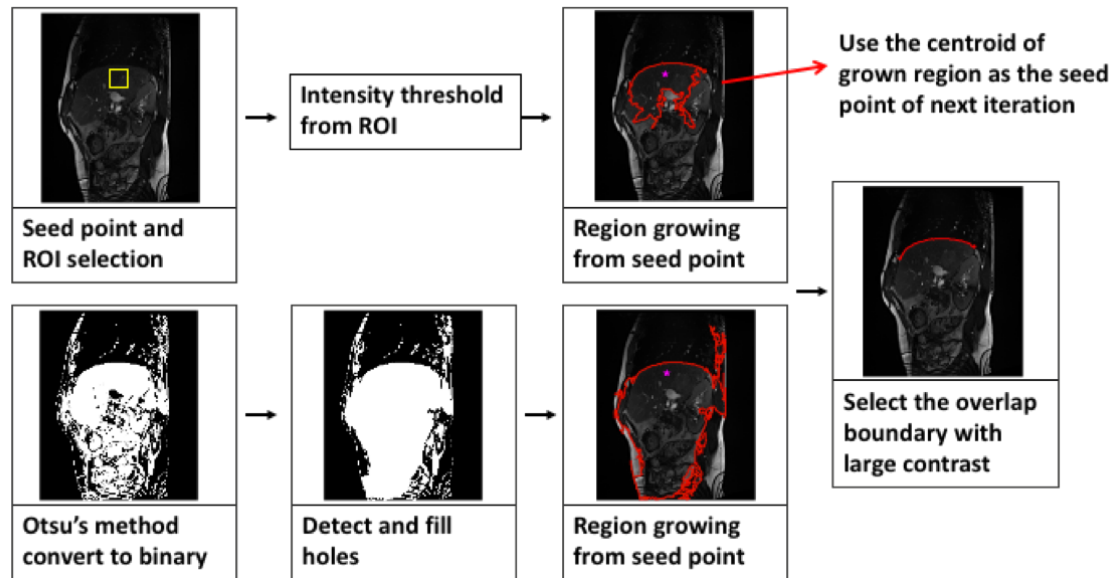 Seed point and
ROI selection
Intensity threshold
from ROI
Region growing
from seed point
Use the centroid of
grown region as the seed
point of next iteration
Otsu's method
convert to binary
Detect and fill
holes
Region growing
from seed point
Select the overlap
boundary with
large contrast